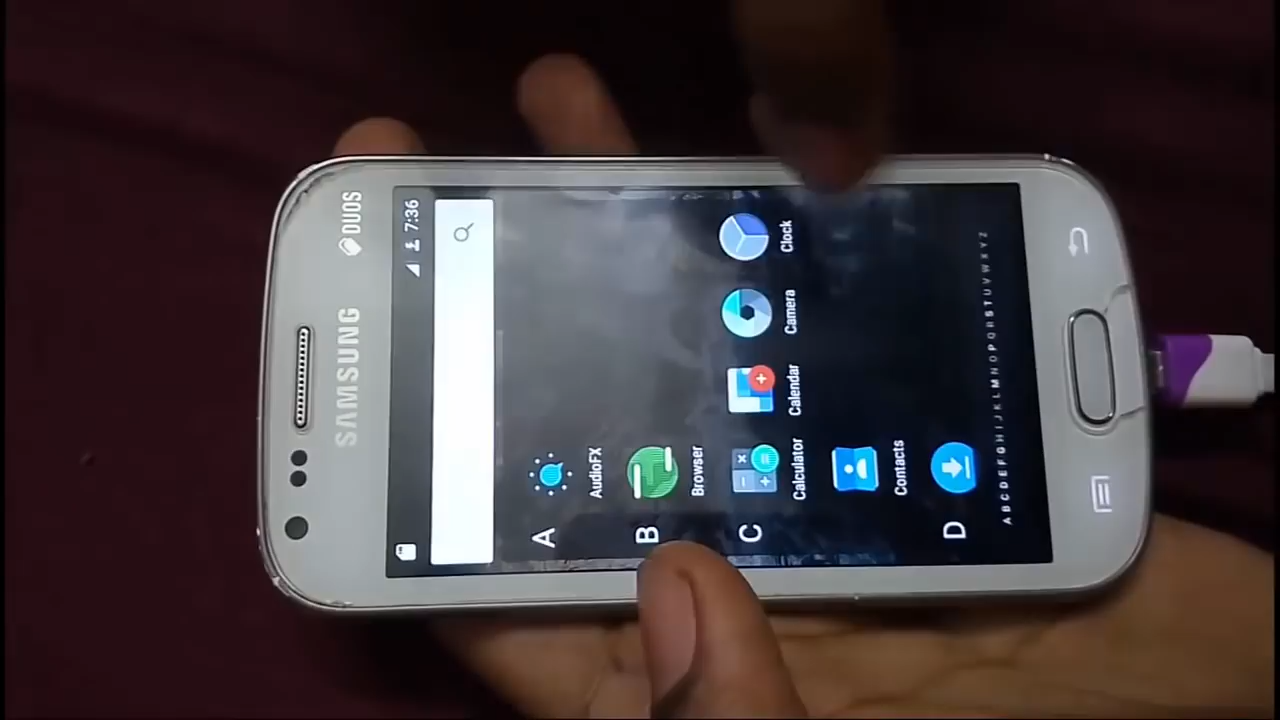 SAMSUNG
DUOS
7:36
A
AudioFX
B
Browser
C
Calculator
Calendar
Camera
Clock
Contacts
D
A B C D E F G H I J K L M N O P Q R S T U V W X Y Z